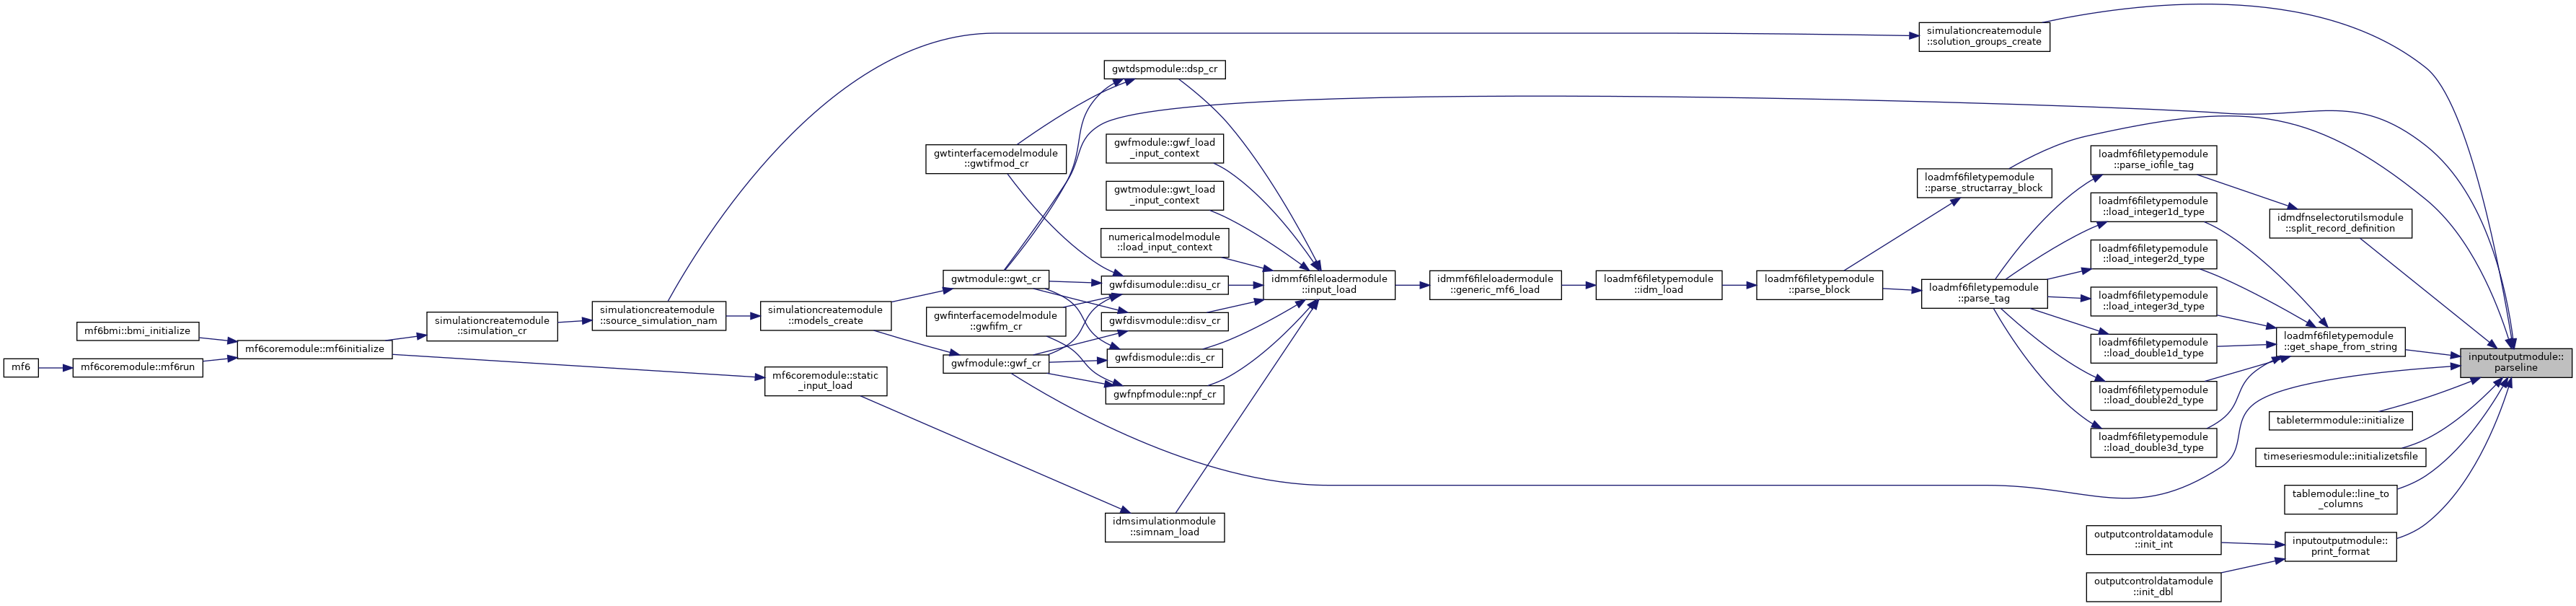 mf6
mf6bmi::bmi_initialize
mf6coremodule::mf6run
mf6coremodule::mf6initialize
simulationcreatemodule
::simulation_cr
simulationcreatemodule
::source_simulation_nam
simulationcreatemodule
::models_create
mf6coremodule::static
_input_load
gwtinterfacemodelmodule
::gwtifmod_cr
gwtmodule::gwt_cr
gwfinterfacemodelmodule
::gwfifm_cr
gwfmodule::gwf_cr
gwtdspmodule::dsp_cr
gwfmodule::gwf_load
_input_context
gwtmodule::gwt_load
_input_context
numericalmodelmodule
::load_input_context
gwfdisumodule::disu_cr
gwfdisvmodule::disv_cr
gwfdismodule::dis_cr
gwfnpfmodule::npf_cr
idmsimulationmodule
::simnam_load
idmmf6fileloadermodule
::input_load
idmmf6fileloadermodule
::generic_mf6_load
loadmf6filetypemodule
::idm_load
loadmf6filetypemodule
::parse_block
simulationcreatemodule
::solution_groups_create
loadmf6filetypemodule
::parse_structarray_block
loadmf6filetypemodule
::parse_tag
loadmf6filetypemodule
::parse_iofile_tag
loadmf6filetypemodule
::load_integer1d_type
loadmf6filetypemodule
::load_integer2d_type
loadmf6filetypemodule
::load_integer3d_type
loadmf6filetypemodule
::load_double1d_type
loadmf6filetypemodule
::load_double2d_type
loadmf6filetypemodule
::load_double3d_type
outputcontroldatamodule
::init_int
outputcontroldatamodule
::init_dbl
idmdfnselectorutilsmodule
::split_record_definition
loadmf6filetypemodule
::get_shape_from_string
tabletermmodule::initialize
timeseriesmodule::initializetsfile
tablemodule::line_to
_columns
inputoutputmodule::
print_format
inputoutputmodule::
parseline